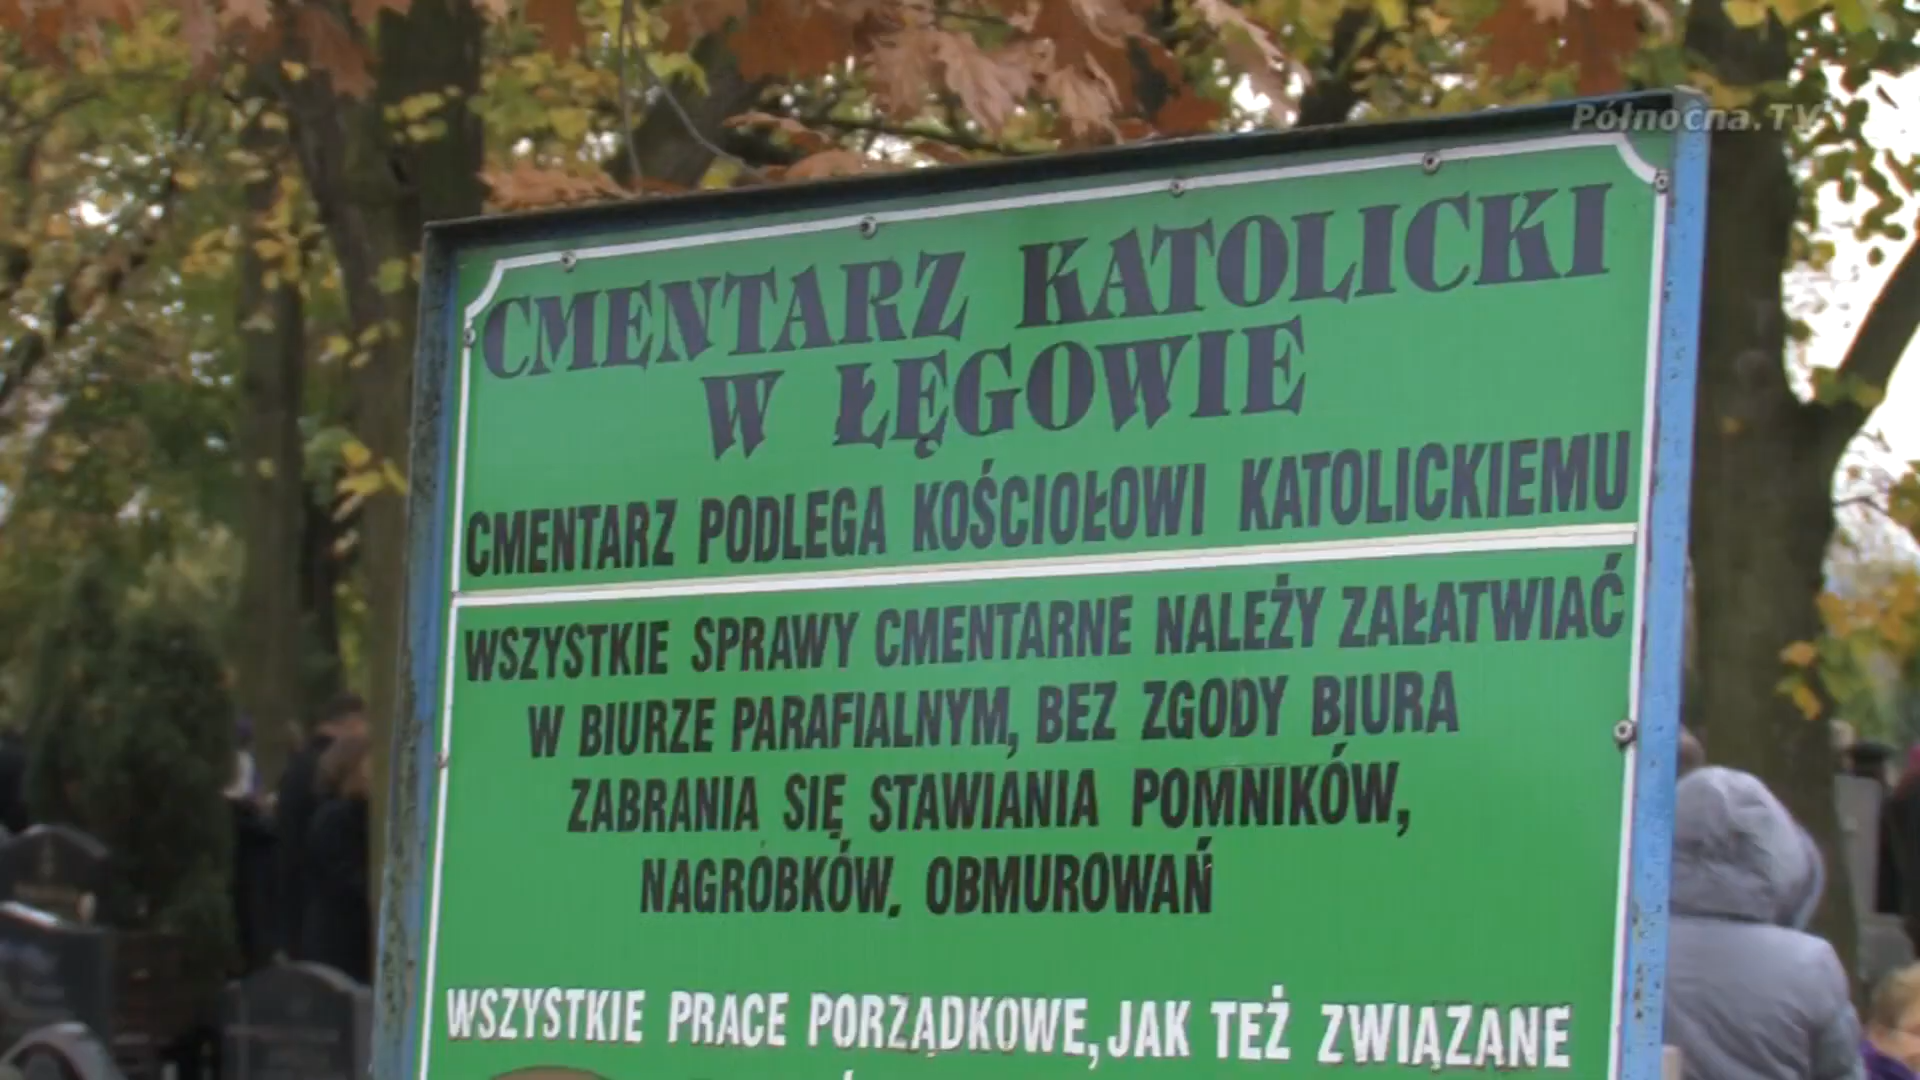 Północna.TV
CMENTARZ KATOLICKI
W ŁĘGOWIE
CMENTARZ PODLEGA KOŚCIOŁOWI KATOLICKIEMU
WSZYSTKIE SPRAWY CMENTARNE NALEŻY ZAŁATWIAĆ
W BIURZE PARAFIALNYM, BEZ ZGODY BIURA
ZABRANIA SIĘ STAWIANIA POMNIKÓW,
NAGROBKÓW, OBMUROWAŃ
WSZYSTKIE PRACE PORZĄDKOWE, JAK TEŻ ZWIĄZANE